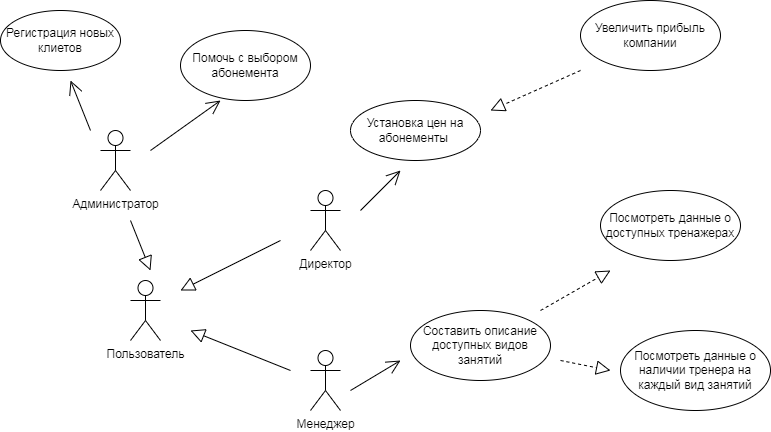 Регистрация новых
клиетов
Помочь с выбором
абонемента
Увеличить прибыль
компании
Установка цен на
абонементы
Администратор
Директор
Посмотреть данные о
доступных тренажерах
Пользователь
Составить описание
доступных видов
занятий
Посмотреть данные о
наличии тренера на
каждый вид занятий
Менеджер